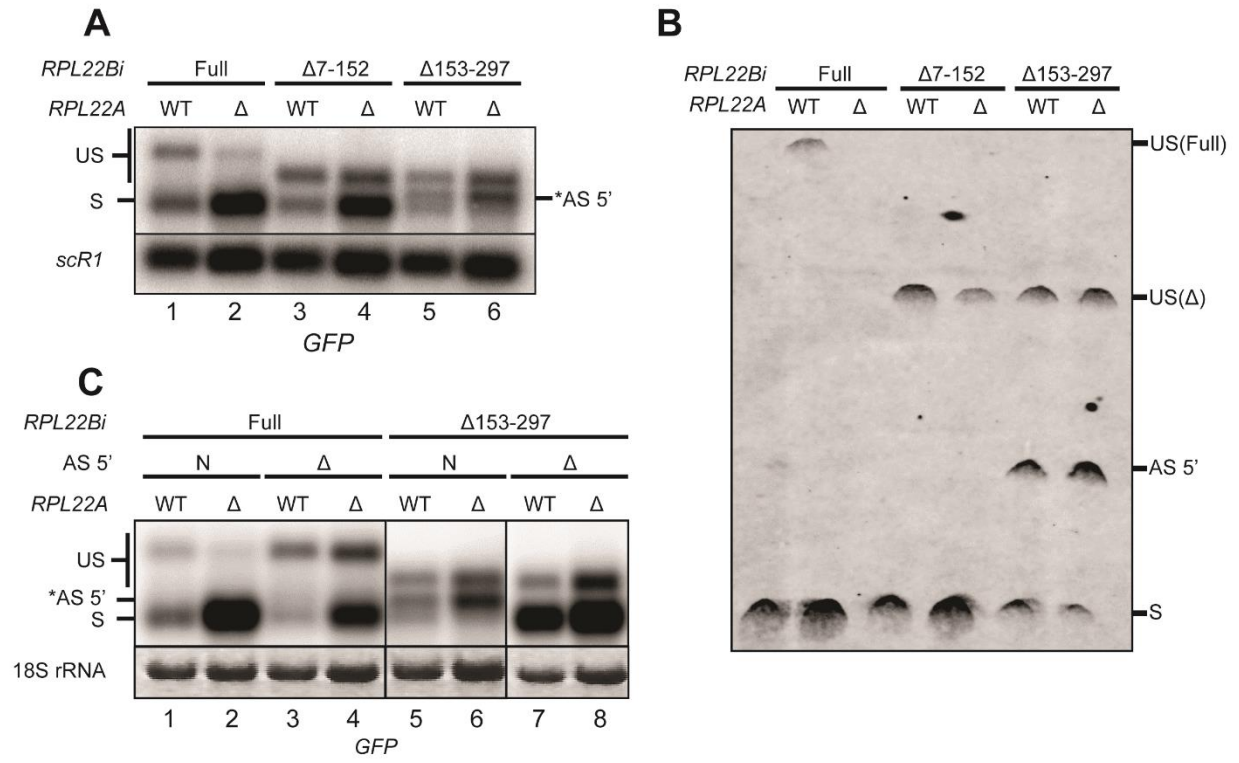 A
RPL22Bi Full Δ7-152 Δ153-297
RPL22A WT Δ WT Δ WT Δ
US
S
*AS 5'
scR1
1 2 3 4 5 6
GFP
B
RPL22Bi Full Δ7-152 Δ153-297
RPL22A WT Δ WT Δ WT Δ
US(Full)
US(Δ)
AS 5'
S
C
RPL22Bi Full Δ153-297
AS 5' N Δ N Δ
RPL22A WT Δ WT Δ WT Δ WT Δ
US
*AS 5'
S
18S rRNA
1 2 3 4 5 6 7 8
GFP